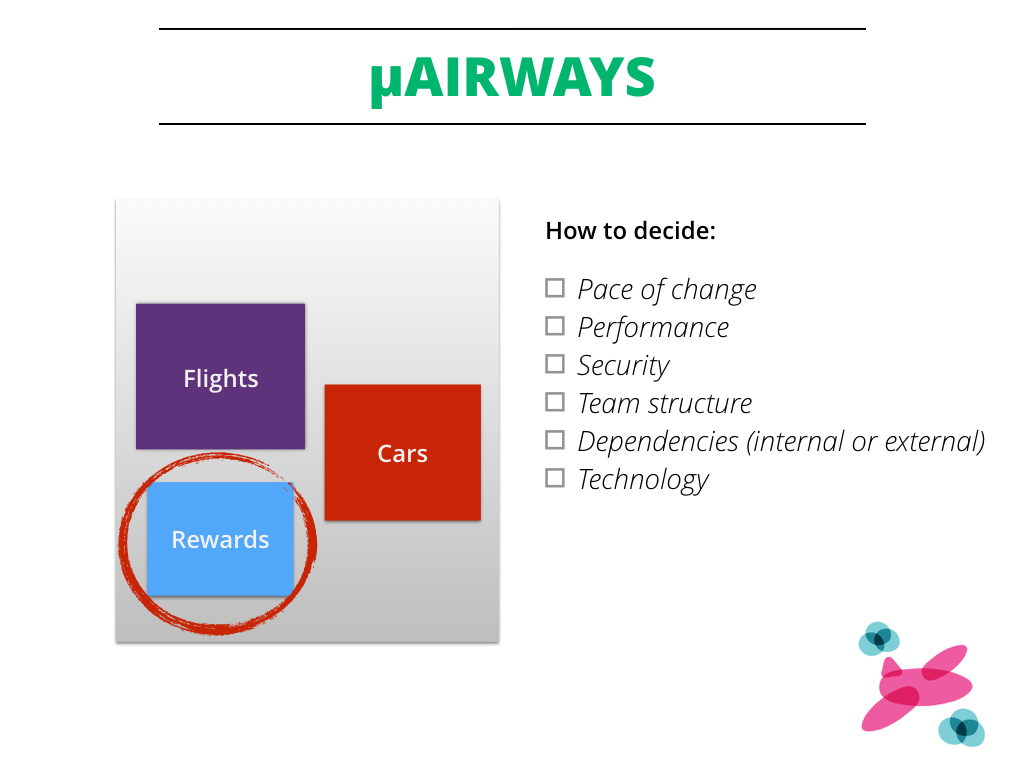 µAIRWAYS
Flights
Cars
Rewards
How to decide:
Pace of change
Performance
Security
Team structure
Dependencies (internal or external)
Technology